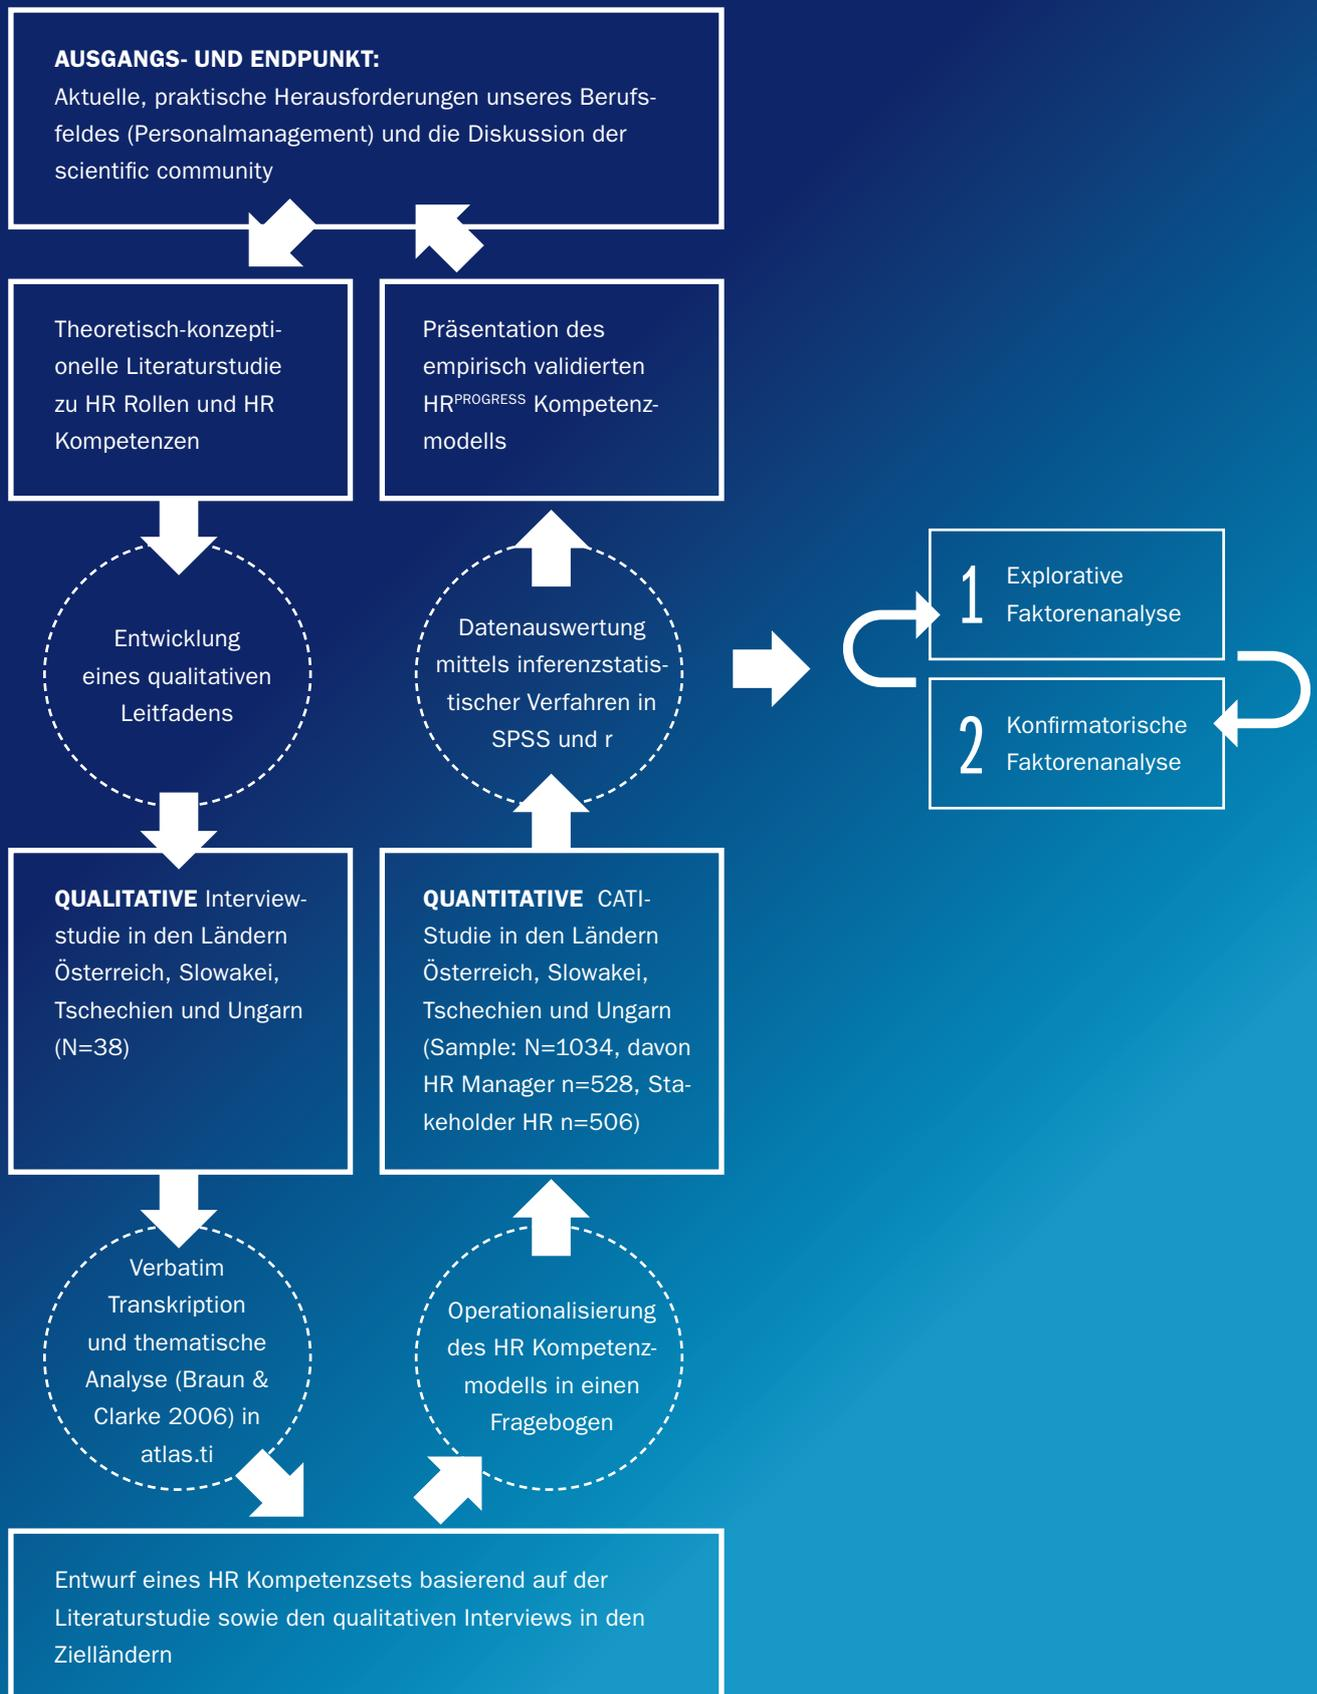 AUSGANGS- UND ENDPUNKT:
Aktuelle, praktische Herausforderungen unseres Berufs-
feldes (Personalmanagement) und die Diskussion der
scientific community
Theoretisch-konzepti-
onelle Literaturstudie
zu HR Rollen und HR
Kompetenzen
Präsentation des
empirisch validierten
HRPROGRESS Kompetenz-
modells
Entwicklung
eines qualitativen
Leitfadens
Datenauswertung
mittels inferenzstatis-
tischer Verfahren in
SPSS und r
1 Explorative
Faktorenanalyse
2 Konfirmatorische
Faktorenanalyse
QUALITATIVE Interview-
studie in den Ländern
Österreich, Slowakei,
Tschechien und Ungarn
(N=38)
QUANTITATIVE CATI-
Studie in den Ländern
Österreich, Slowakei,
Tschechien und Ungarn
(Sample: N=1034, davon
HR Manager n=528, Sta-
keholder HR n=506)
Verbatim
Transkription
und thematische
Analyse (Braun &
Clarke 2006) in
atlas.ti
Operationalisierung
des HR Kompetenz-
modells in einen
Fragebogen
Entwurf eines HR Kompetenzsets basierend auf der
Literaturstudie sowie den qualitativen Interviews in den
Zielländern